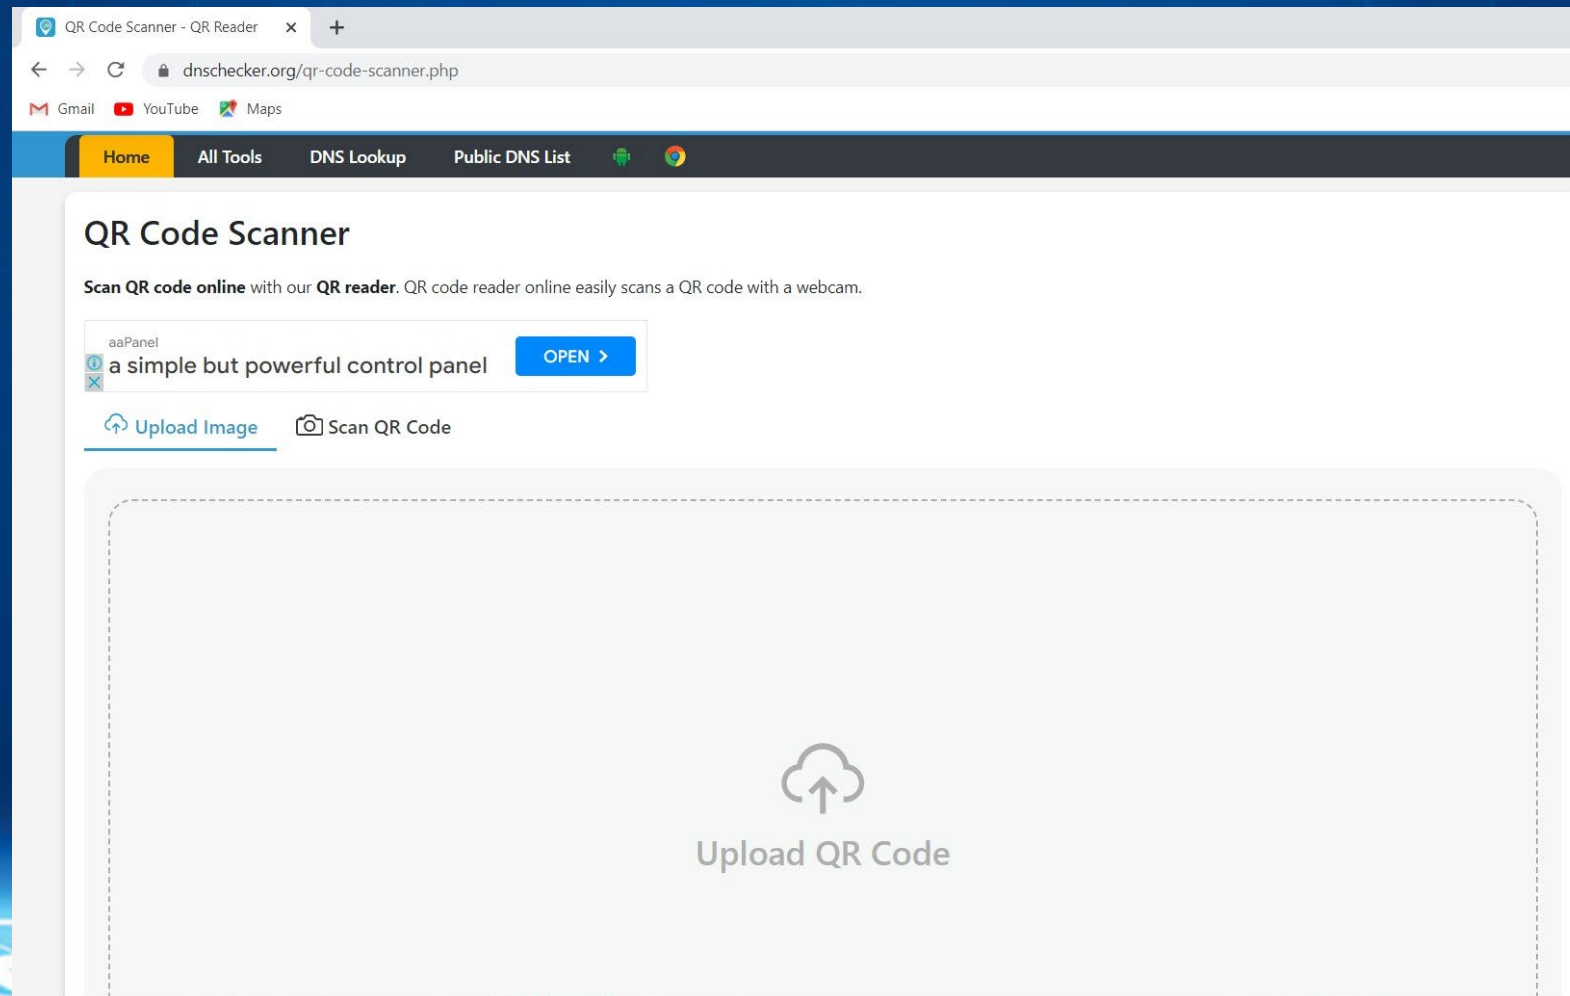 QR Code Scanner - QR Reader
dnschecker.org/qr-code-scanner.php
Gmail YouTube Maps
Home All Tools DNS Lookup Public DNS List
QR Code Scanner
Scan QR code online with our QR reader. QR code reader online easily scans a QR code with a webcam.
aaPanel
a simple but powerful control panel
OPEN
Upload Image Scan QR Code
Upload QR Code